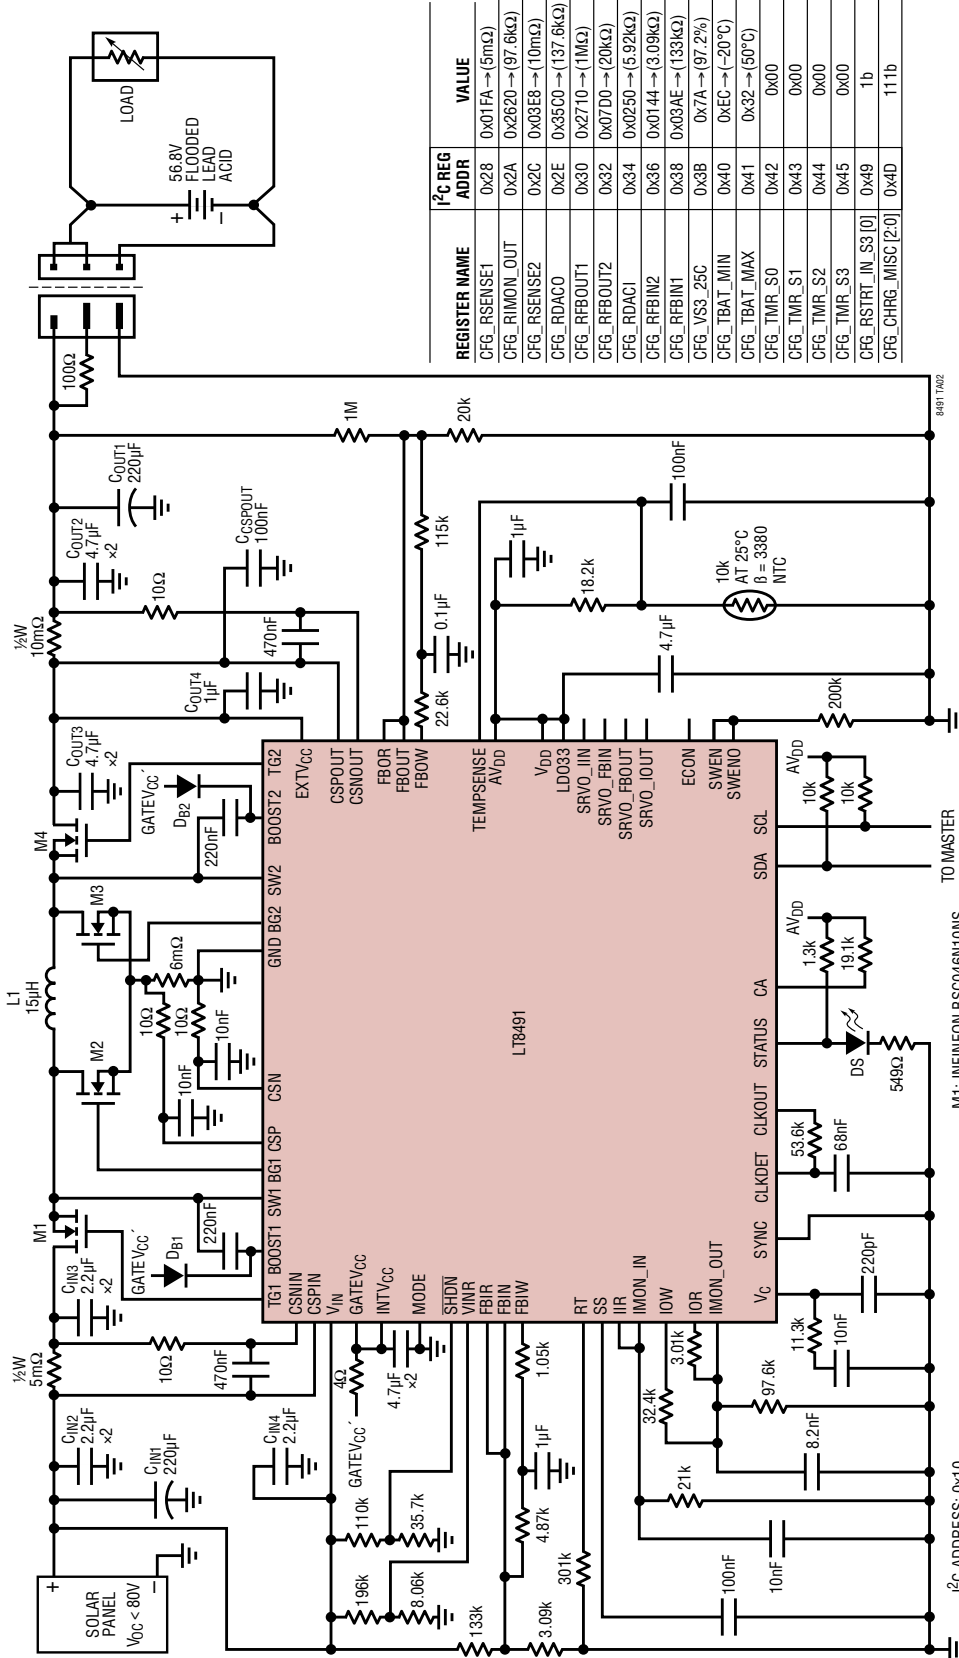 SOLAR
PANEL
VOC < 80V
+
−
CIN1
220µF
CIN2
2.2µF
×2
½W
5mΩ
CIN3
2.2µF
×2
10Ω
470nF
CIN4
2.2µF
M1
GATEVCC´
DB1
220nF
M2
L1
15µH
M3
M4
10Ω
10Ω
6mΩ
10nF
10nF
GATEVCC´
DB2
220nF
COUT3
4.7µF
×2
COUT4
1µF
½W
10mΩ
10Ω
470nF
CCSPOUT
100nF
COUT2
4.7µF
×2
COUT1
220µF
100Ω
56.8V
FLOODED
LEAD
ACID
+
−
LOAD
TG1
BOOST1
SW1
BG1
CSP
CSN
GND
BG2
SW2
BOOST2
TG2
CSNIN
CSPIN
VIN
GATEVCC
INTVCC
MODE
SHDN
VINR
FBIR
FBIN
FBIW
RT
SS
IIR
IMON_IN
IOW
IOR
IMON_OUT
LT8491
EXTVCC
CSPOUT
CSNOUT
FBOR
FBOUT
FBOW
TEMPSENSE
AVDD
VDD
LDO33
SRVO_IIN
SRVO_FBIN
SRVO_FBOUT
SRVO_IOUT
ECON
SWEN
SWENO
VC
SYNC
CLKDET
CLKOUT
STATUS
CA
SDA
SCL
GATEVCC´
4Ω
4.7µF
×2
110k
35.7k
196k
8.06k
133k
3.09k
4.87k
1µF
1.05k
301k
100nF
10nF
21k
32.4k
3.01k
8.2nF
97.6k
10nF
11.3k
220pF
68nF
53.6k
DS
549Ω
1.3k
19.1k
AVDD
10k
10k
AVDD
TO MASTER
200k
4.7µF
18.2k
1µF
10k
AT 25°C
ß = 3380
NTC
100nF
22.6k
0.1µF
115k
1M
20k
REGISTER NAME I2C REG ADDR VALUE
CFG_RSENSE1 0x28 0x01FA→(5mΩ)
CFG_RIMON_OUT 0x2A 0x2620→(97.6kΩ)
CFG_RSENSE2 0x2C 0x03E8→(10mΩ)
CFG_RDACO 0x2E 0x35C0→(137.6kΩ)
CFG_RFBOUT1 0x30 0x2710→(1MΩ)
CFG_RFBOUT2 0x32 0x07D0→(20kΩ)
CFG_RDACI 0x34 0x0250→(5.92kΩ)
CFG_RFBIN2 0x36 0x0144→(3.09kΩ)
CFG_RFBIN1 0x38 0x03AE→(133kΩ)
CFG_VS3_25C 0x3B 0x7A→(97.2%)
CFG_TBAT_MIN 0x40 0xEC→(–20°C)
CFG_TBAT_MAX 0x41 0x32→(50°C)
CFG_TMR_S0 0x42 0x00
CFG_TMR_S1 0x43 0x00
CFG_TMR_S2 0x44 0x00
CFG_TMR_S3 0x45 0x00
CFG_RSTRT_IN_S3 [0] 0x49 1b
CFG_CHRG_MISC [2:0] 0x4D 111b
8491 TA02
I2C ADDRESS: 0x10
M1: INFINEON BSC046N10NS